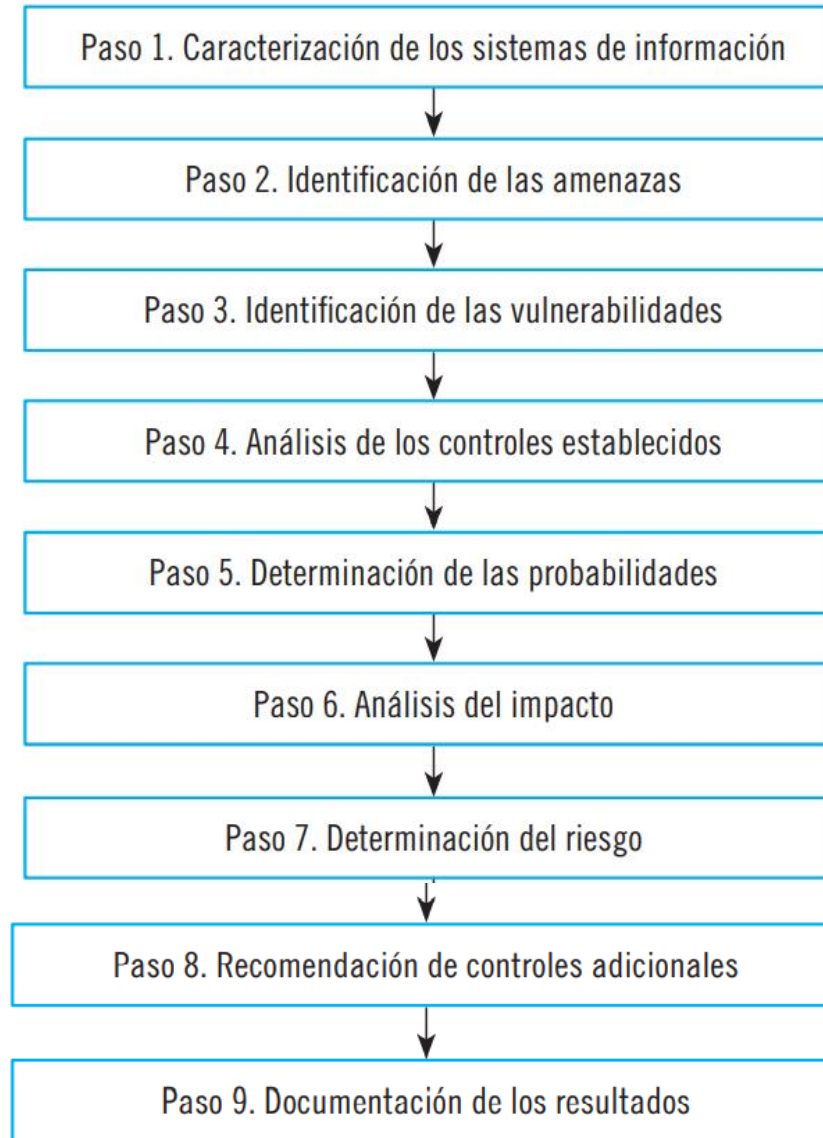 Paso 1. Caracterización de los sistemas de información
Paso 2. Identificación de las amenazas
Paso 3. Identificación de las vulnerabilidades
Paso 4. Análisis de los controles establecidos
Paso 5. Determinación de las probabilidades
Paso 6. Análisis del impacto
Paso 7. Determinación del riesgo
Paso 8. Recomendación de controles adicionales
Paso 9. Documentación de los resultados